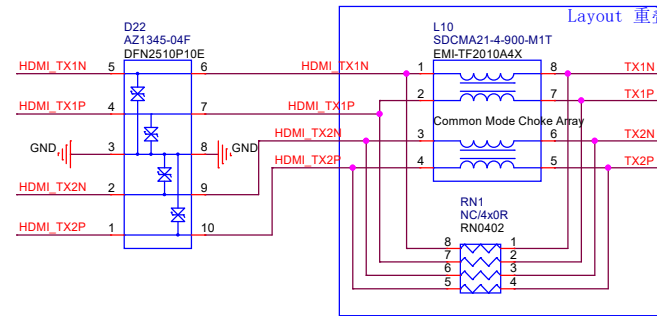 Layout 重
D22
AZ1345-04F
DFN2510P10E
L10
SDCMA21-4-900-M1T
EMI-TF2010A4X
HDMI_TX1N 5 6 HDMI_TX1N 1 8 TX1N
HDMI_TX1P 4 7 HDMI_TX1P 2 7 TX1P
Common Mode Choke Array
GND 3 8 GND HDMI_TX2N 3 6 TX2N
HDMI_TX2P 4 5 TX2P
HDMI_TX2N 2 9
HDMI_TX2P 1 10
RN1
NC/4x0R
RN0402
8 1
7 2
6 3
5 4